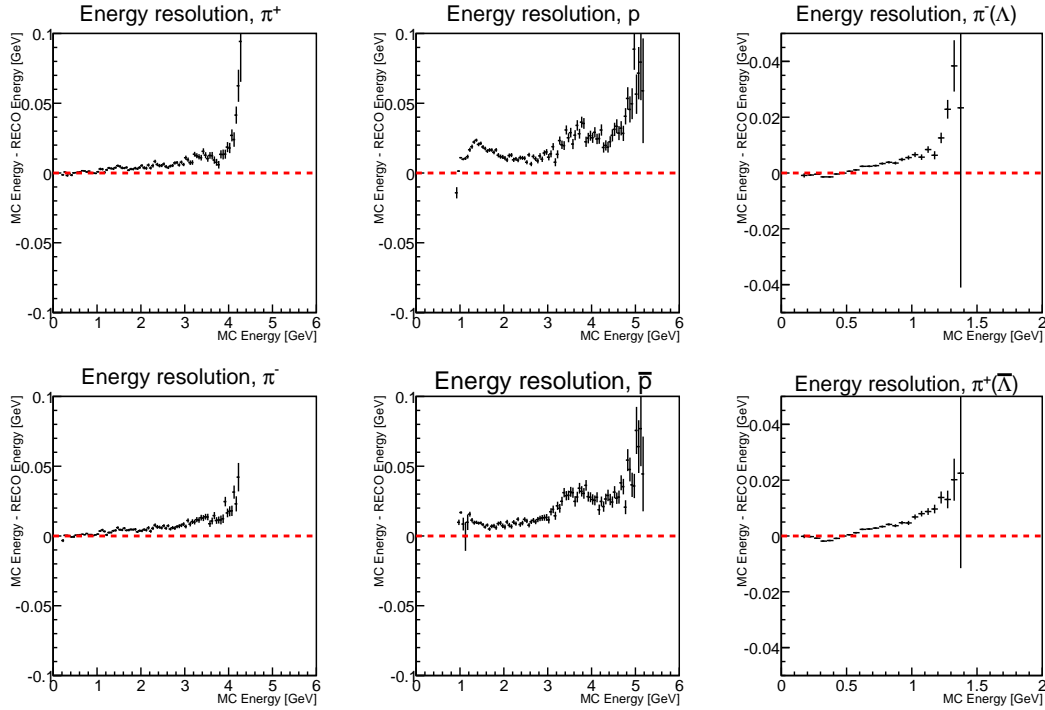 Energy resolution, π⁺
MC Energy - RECO Energy [GeV]
0.1
0.05
0
-0.05
-0.1
0 1 2 3 4 5 6
MC Energy [GeV]
Energy resolution, p
MC Energy - RECO Energy [GeV]
0.1
0.05
0
-0.05
-0.1
0 1 2 3 4 5 6
MC Energy [GeV]
Energy resolution, π⁻(Λ)
MC Energy - RECO Energy [GeV]
0.04
0.02
0
-0.02
-0.04
0 0.5 1 1.5 2
MC Energy [GeV]
Energy resolution, π⁻
MC Energy - RECO Energy [GeV]
0.1
0.05
0
-0.05
-0.1
0 1 2 3 4 5 6
MC Energy [GeV]
Energy resolution, p̅
MC Energy - RECO Energy [GeV]
0.1
0.05
0
-0.05
-0.1
0 1 2 3 4 5 6
MC Energy [GeV]
Energy resolution, π⁺(Λ̅)
MC Energy - RECO Energy [GeV]
0.04
0.02
0
-0.02
-0.04
0 0.5 1 1.5 2
MC Energy [GeV]